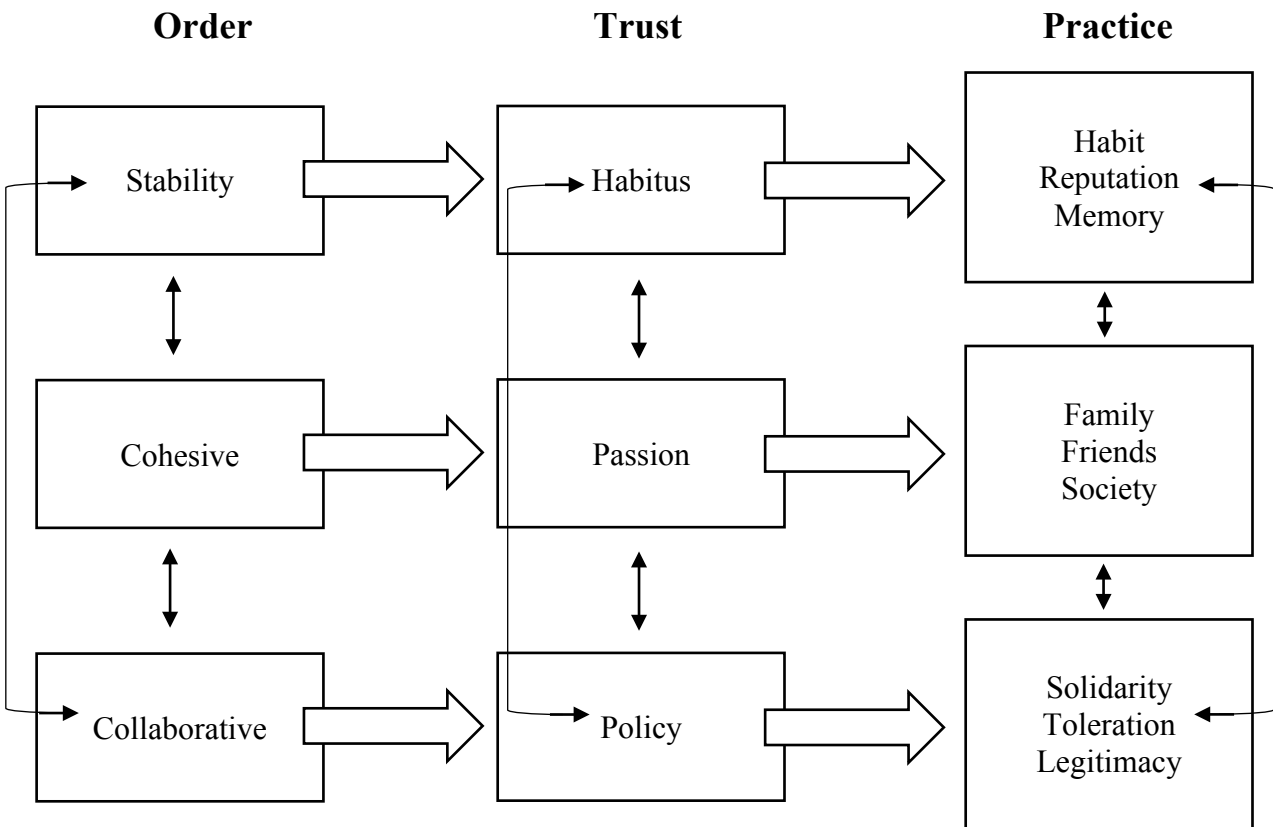 Order
Trust
Practice
Stability
Habitus
Habit
Reputation
Memory
Cohesive
Passion
Family
Friends
Society
Collaborative
Policy
Solidarity
Toleration
Legitimacy